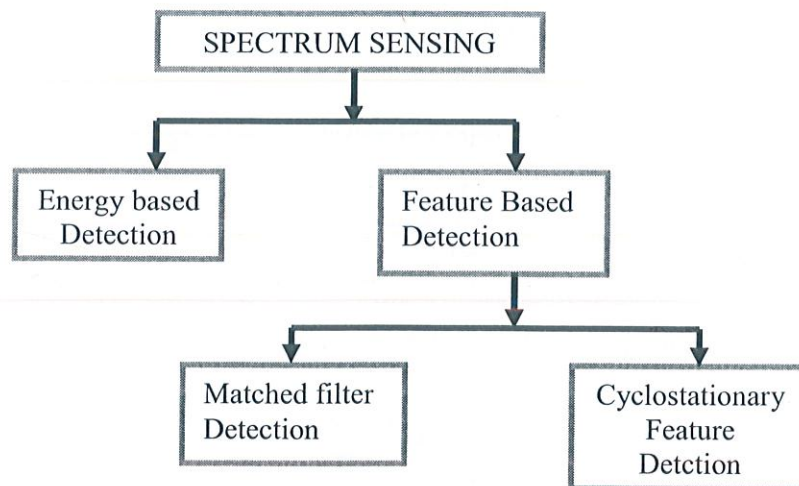 SPECTRUM SENSING
Energy based
Detection
Feature Based
Detection
Matched filter
Detection
Cyclostationary
Feature
Detction